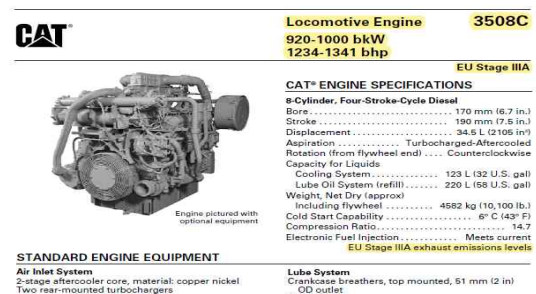 CAT®
Locomotive Engine 3508C
920-1000 bkW
1234-1341 bhp
EU Stage IIIA
CAT® ENGINE SPECIFICATIONS
8-Cylinder, Four-Stroke-Cycle Diesel
Bore............................ 170 mm (6.7 in.)
Stroke.......................... 190 mm (7.5 in.)
Displacement.................... 34.5 L (2105 in³)
Aspiration............. Turbocharged-Aftercooled
Rotation (from flywheel end).... Counterclockwise
Capacity for Liquids
Cooling System............. 123 L (32 U.S. gal)
Lube Oil System (refill)....... 220 L (58 U.S. gal)
Weight, Net Dry (approx)
Including flywheel.......... 4582 kg (10,100 lb.)
Cold Start Capability................ 6° C (43° F)
Compression Ratio......................... 14.7
Electronic Fuel Injection............ Meets current
EU Stage IIIA exhaust emissions levels
Engine pictured with
optional equipment
STANDARD ENGINE EQUIPMENT
Air Inlet System
2-stage aftercooler core, material: copper nickel
Two rear-mounted turbochargers
Lube System
Crankcase breathers, top mounted, 51 mm (2 in)
OD outlet